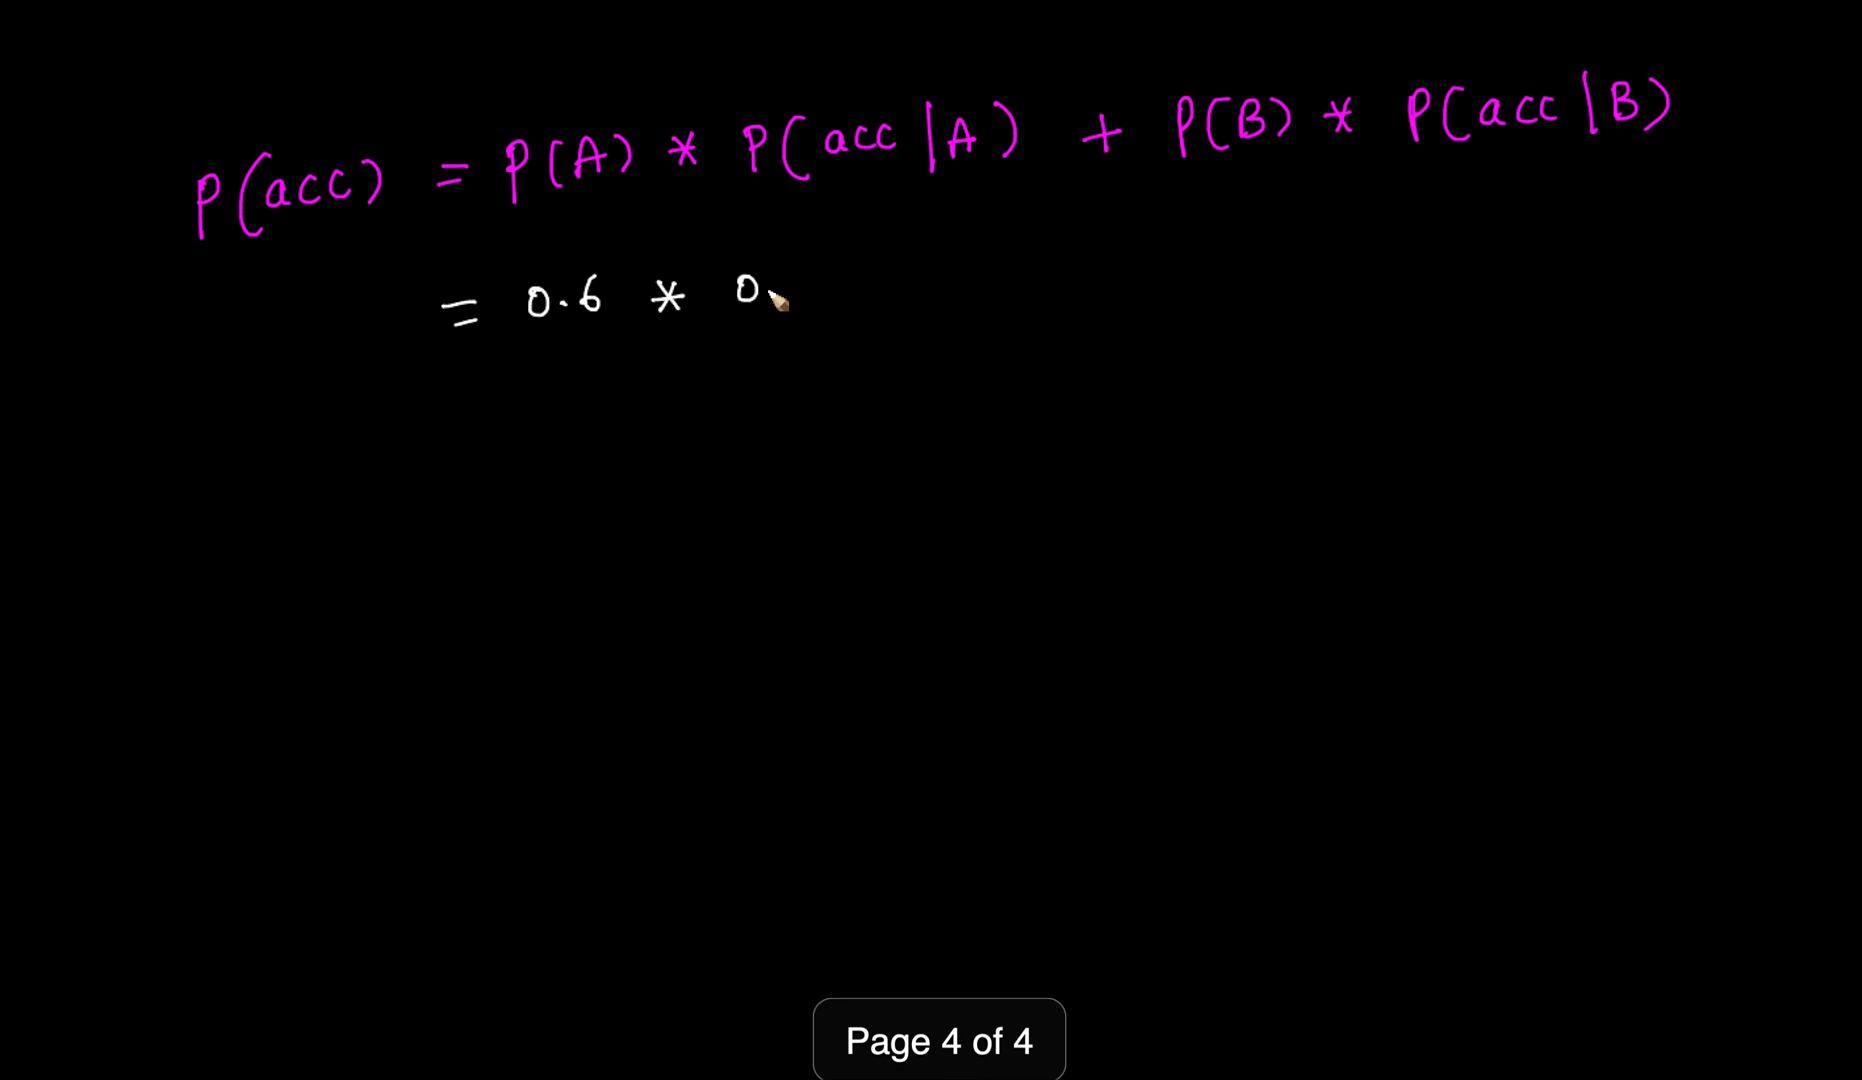 P(acc) = P(A) * P(acc|A) + P(B) * P(acc|B)
= 0.6 * 0.
Page 4 of 4